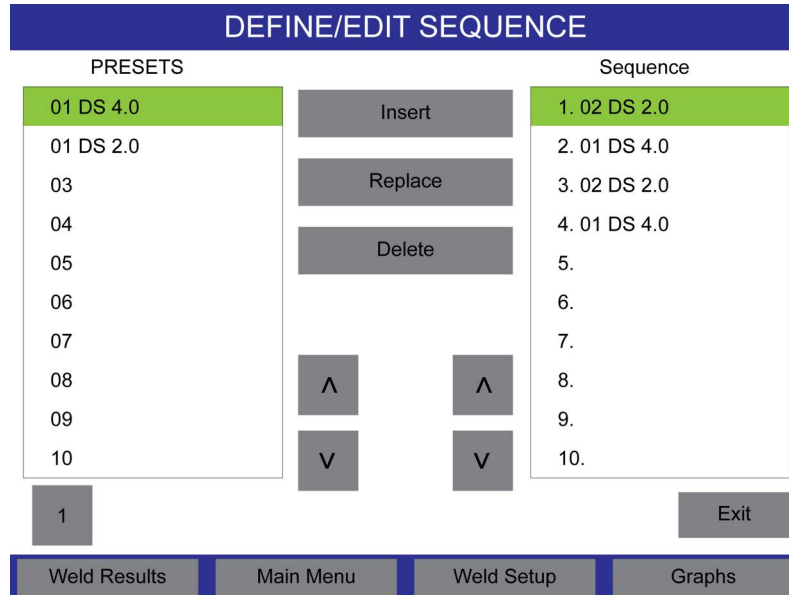 DEFINE/EDIT SEQUENCE
PRESETS
01 DS 4.0
01 DS 2.0
03
04
05
06
07
08
09
10
1
Insert
Replace
Delete
Λ
V
Λ
V
Sequence
1. 02 DS 2.0
2. 01 DS 4.0
3. 02 DS 2.0
4. 01 DS 4.0
5.
6.
7.
8.
9.
10.
Exit
Weld Results
Main Menu
Weld Setup
Graphs